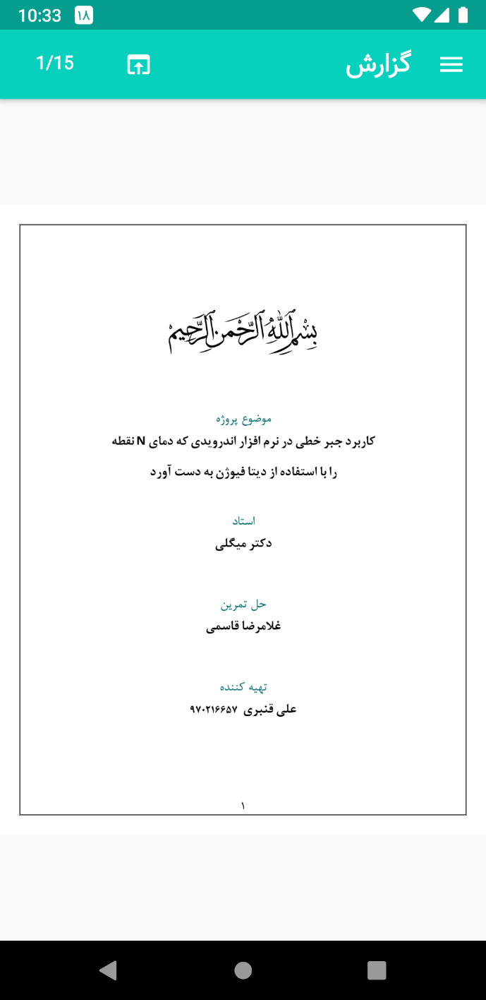 10:33 ۱۸
گزارش
1/15
بسم الله الرحمن الرحیم
موضوع پروژه
کاربرد جبر خطی در نرم افزار اندرویدی که دمای N نقطه
را با استفاده از دیتا فیوژن به دست آورد
استاد
دکتر میگلی
حل تمرین
غلامرضا قاسمی
تهیه کننده
علی قنبری ۹۷۰۲۱۶۶۵۷
۱